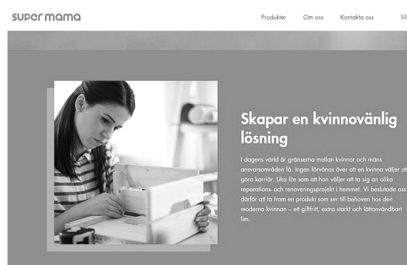 super mama
Produkter Om oss Kontakta oss SE
Skapar en kvinnovänlig
lösning
I dagens värld är gränserna mellan kvinnor och mäns
ansvarsområden få. Ingen förvånas över att en kvinna väljer att
göra karriär. Lika lite som att hon väljer att ta sig an olika
reparations- och renoveringsprojekt i hemmet. Vi beslutade oss
därför att ta fram en produkt som ser till behoven hos den
moderna kvinnan – ett giftfritt, extra starkt och lättanvändbart
lim.